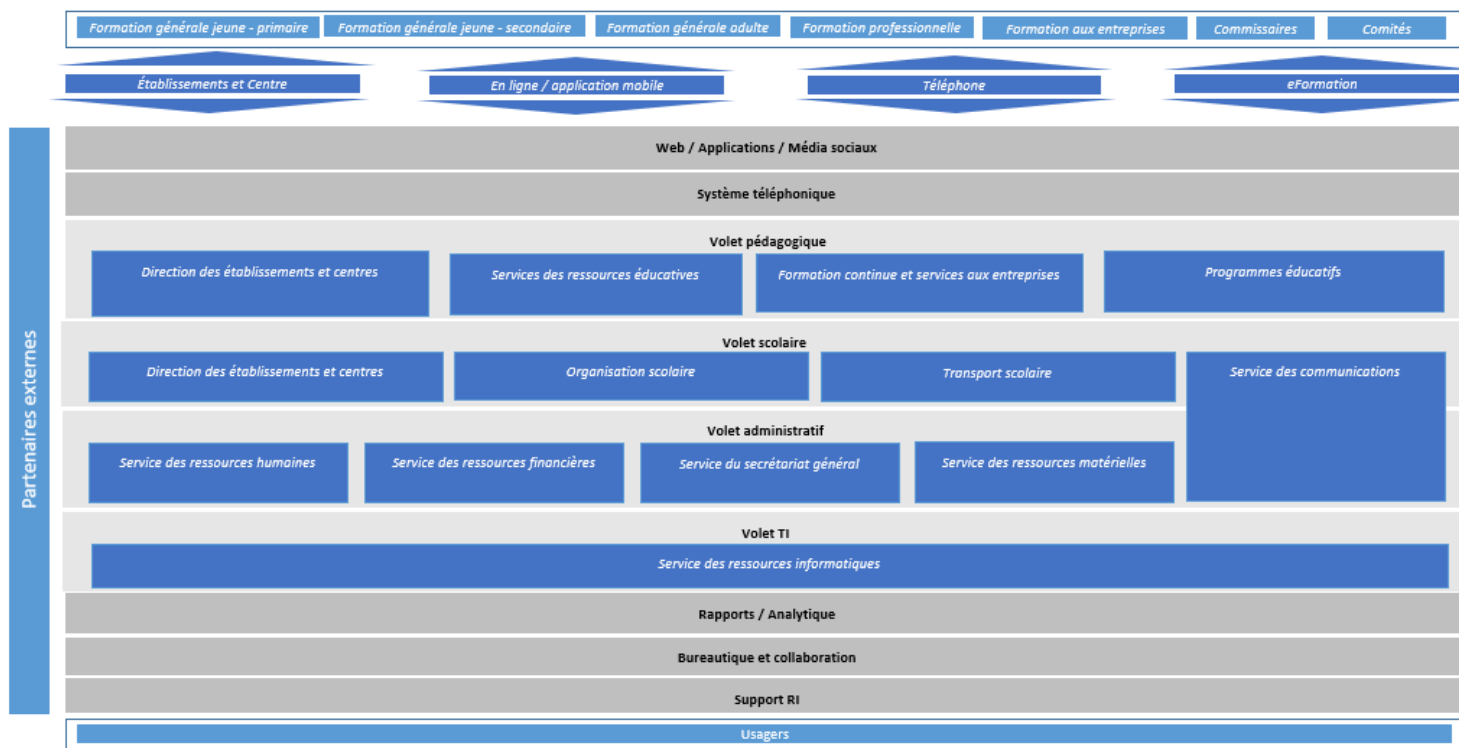 Formation générale jeune - primaire
Formation générale jeune - secondaire
Formation générale adulte
Formation professionnelle
Formation aux entreprises
Commissaires
Comités
Établissements et Centre
En ligne / application mobile
Téléphone
eFormation
Partenaires externes
Web / Applications / Média sociaux
Système téléphonique
Volet pédagogique
Direction des établissements et centres
Services des ressources éducatives
Formation continue et services aux entreprises
Programmes éducatifs
Volet scolaire
Direction des établissements et centres
Organisation scolaire
Transport scolaire
Service des communications
Volet administratif
Service des ressources humaines
Service des ressources financières
Service du secrétariat général
Service des ressources matérielles
Volet TI
Service des ressources informatiques
Rapports / Analytique
Bureautique et collaboration
Support RI
Usagers